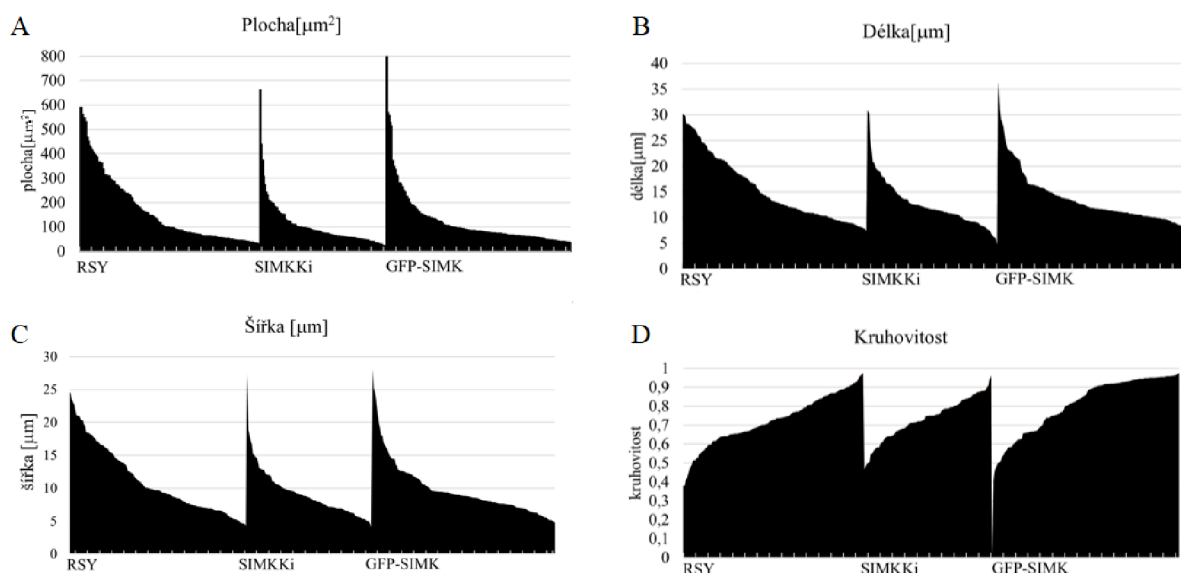 A
Plocha[μm²]
plocha[μm²]
800
700
600
500
400
300
200
100
0
RSY SIMKKi GFP-SIMK
B
Délka[μm]
délka[μm]
40
35
30
25
20
15
10
5
0
RSY SIMKKi GFP-SIMK
C
Šířka [μm]
šířka [μm]
30
25
20
15
10
5
0
RSY SIMKKi GFP-SIMK
D
Kruhovitost
kruhovitost
1
0,9
0,8
0,7
0,6
0,5
0,4
0,3
0,2
0,1
0
RSY SIMKKi GFP-SIMK